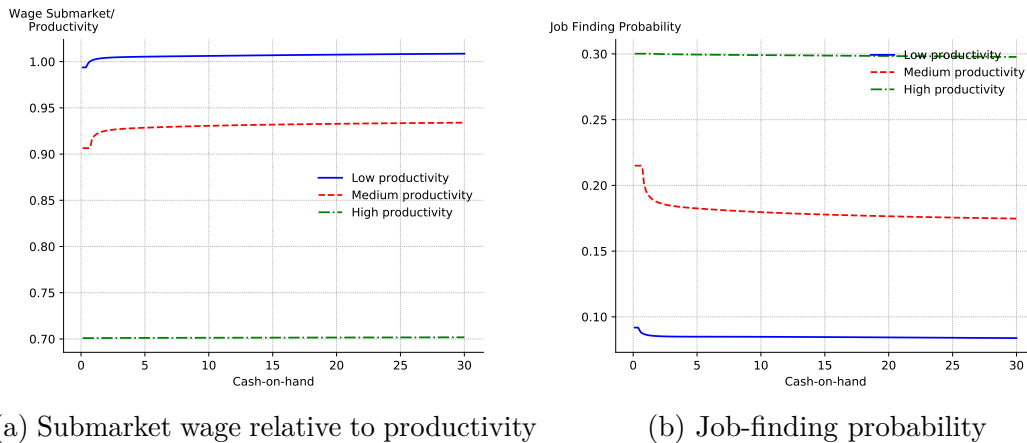 Wage Submarket/
Productivity
1.00
0.95
0.90
0.85
0.80
0.75
0.70
Low productivity
Medium productivity
High productivity
0 5 10 15 20 25 30
Cash-on-hand
a) Submarket wage relative to productivity
Job Finding Probability
0.30
0.25
0.20
0.15
0.10
Low productivity
Medium productivity
High productivity
0 5 10 15 20 25 30
Cash-on-hand
(b) Job-finding probability